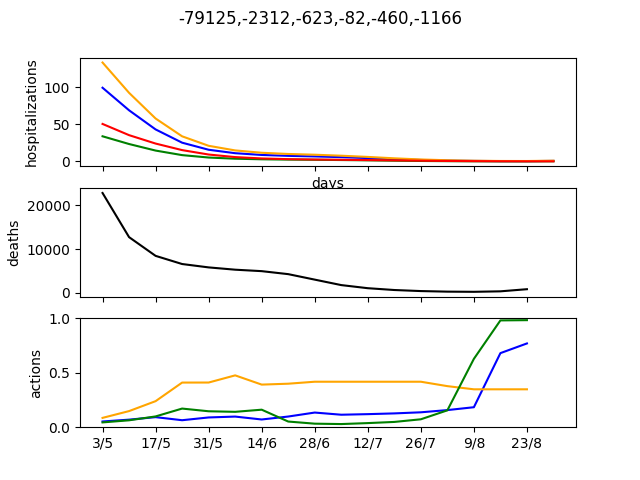 -79125,-2312,-623,-82,-460,-1166
hospitalizations
100
50
0
days
deaths
20000
10000
0
actions
1.0
0.5
0.0
3/5 17/5 31/5 14/6 28/6 12/7 26/7 9/8 23/8